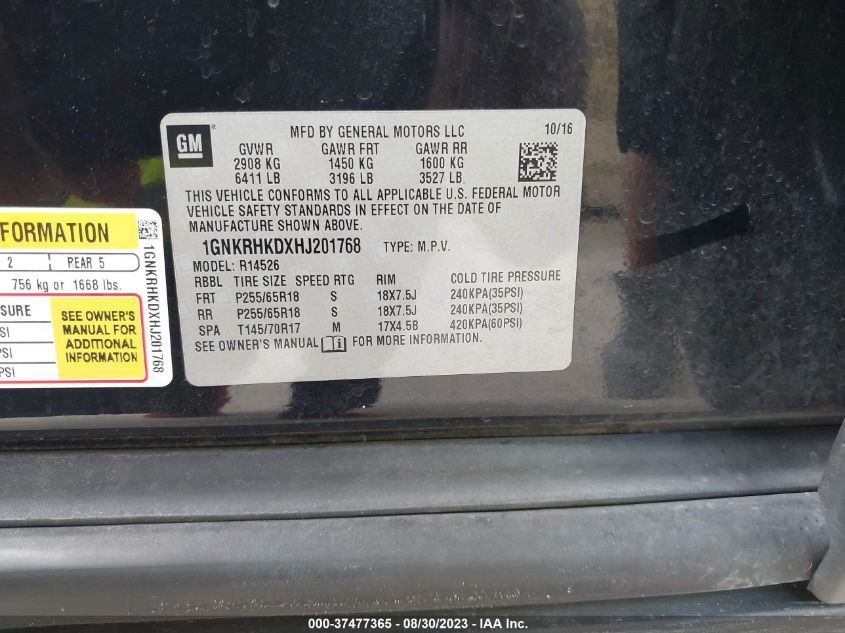 GM
MFD BY GENERAL MOTORS LLC 10/16
GVWR GAWR FRT GAWR RR
2908 KG 1450 KG 1600 KG
6411 LB 3196 LB 3527 LB
THIS VEHICLE CONFORMS TO ALL APPLICABLE U.S. FEDERAL MOTOR
VEHICLE SAFETY STANDARDS IN EFFECT ON THE DATE OF
MANUFACTURE SHOWN ABOVE.
1GNKRHKDXHJ201768 TYPE: M.P.V.
MODEL: R14526
RBBL TIRE SIZE SPEED RTG RIM COLD TIRE PRESSURE
FRT P255/65R18 S 18X7.5J 240KPA(35PSI)
RR P255/65R18 S 18X7.5J 240KPA(35PSI)
SPA T145/70R17 M 17X4.5B 420KPA(60PSI)
SEE OWNER'S MANUAL FOR MORE INFORMATION.
FORMATION
2 REAR 5
756 kg or 1668 lbs.
SURE
SI
PSI
PSI
SEE OWNER'S
MANUAL FOR
ADDITIONAL
INFORMATION
1GNKRHKDXHJ201768
000-37477365 - 08/30/2023 - © IAA, Inc.